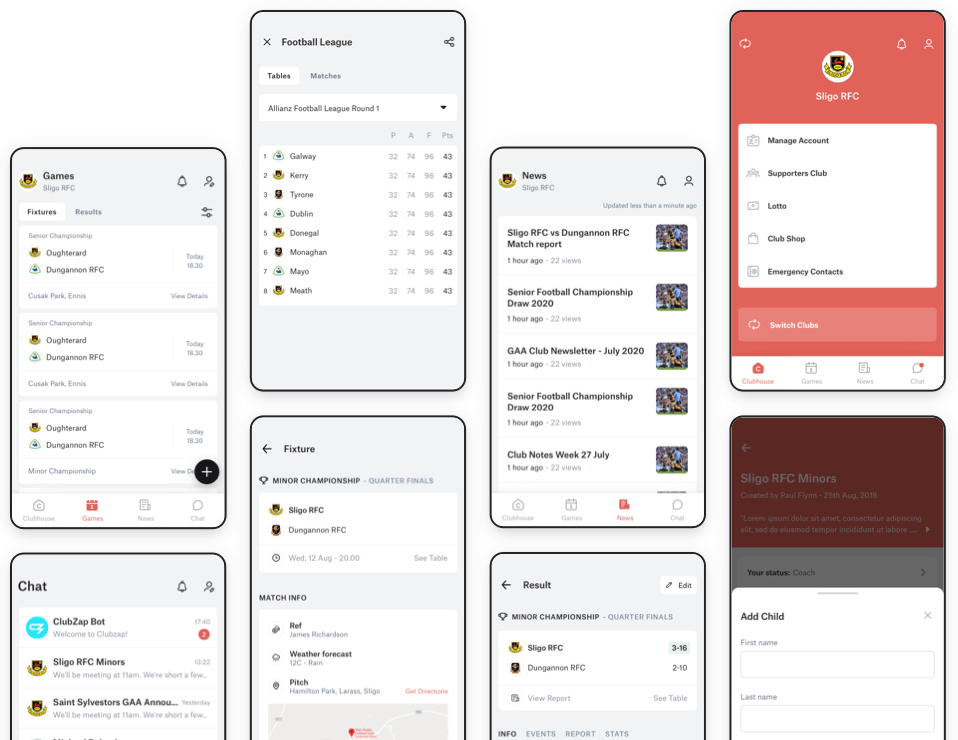 Games
Sligo RFC
Fixtures
Results
Senior Championship
Oughterard
Dungannon RFC
Today
18.30
Cusak Park, Ennis
View Details
Senior Championship
Oughterard
Dungannon RFC
Today
18.30
Cusak Park, Ennis
View Details
Senior Championship
Oughterard
Dungannon RFC
Today
18.30
Minor Championship
Clubhouse
Games
News
Chat
Chat
ClubZap Bot
17:40
Welcome to Clubzap!
2
Sligo RFC Minors
13:22
We'll be meeting at 11am. We're short a few..
Saint Sylvestors GAA Annou...
Yesterday
We'll be meeting at 11am. We're short a few..
Football League
Tables
Matches
Allianz Football League Round 1
P A F Pts
1 Galway 32 74 96 43
2 Kerry 32 74 96 43
3 Tyrone 32 74 96 43
4 Dublin 32 74 96 43
5 Donegal 32 74 96 43
6 Monaghan 32 74 96 43
7 Mayo 32 74 96 43
8 Meath 32 74 96 43
Fixture
MINOR CHAMPIONSHIP - QUARTER FINALS
Sligo RFC
Dungannon RFC
Wed, 12 Aug - 20.00
See Table
MATCH INFO
Ref
James Richardson
Weather forecast
12C - Rain
Pitch
Hamilton Park, Larass, Sligo
Get Directions
News
Sligo RFC
Updated less than a minute ago
Sligo RFC vs Dungannon RFC
Match report
1 hour ago - 22 views
Senior Football Championship
Draw 2020
1 hour ago - 22 views
GAA Club Newsletter - July 2020
1 hour ago - 22 views
Senior Football Championship
Draw 2020
1 hour ago - 22 views
Club Notes Week 27 July
1 hour ago - 22 views
Clubhouse
Games
News
Chat
Result
Edit
MINOR CHAMPIONSHIP - QUARTER FINALS
Sligo RFC
3-16
Dungannon RFC
2-10
View Report
See Table
INFO
EVENTS
REPORT
STATS
Sligo RFC
Manage Account
Supporters Club
Lotto
Club Shop
Emergency Contacts
Switch Clubs
Clubhouse
Games
News
Chat
Sligo RFC Minors
Created by Paul Flynn - 25th Aug, 2018
"Lorem ipsum dolor sit amet, consectetur adipiscing
elit, sed do eiusmod tempor incididunt ut labore ....
Your status: Coach
Add Child
First name
Last name